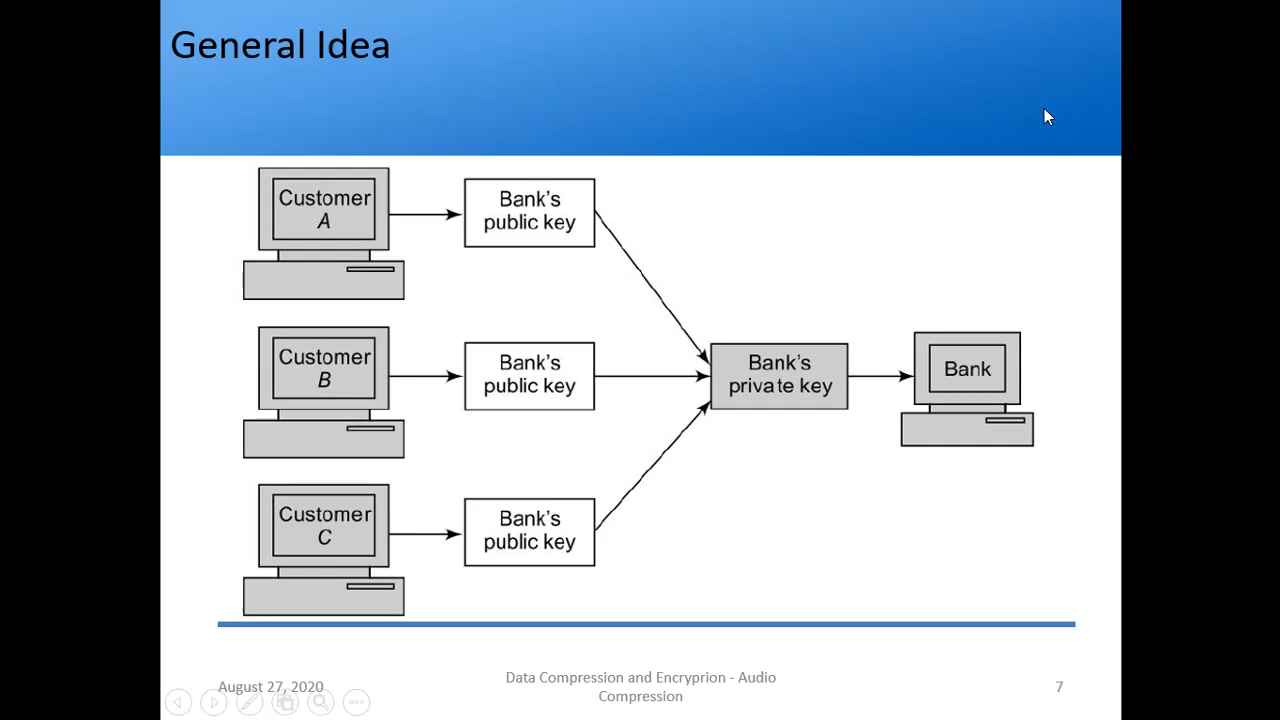 General Idea
Customer
A
Bank's
public key
Customer
B
Bank's
public key
Bank's
private key
Bank
Customer
C
Bank's
public key
August 27, 2020
Data Compression and Encryprion - Audio
Compression
7